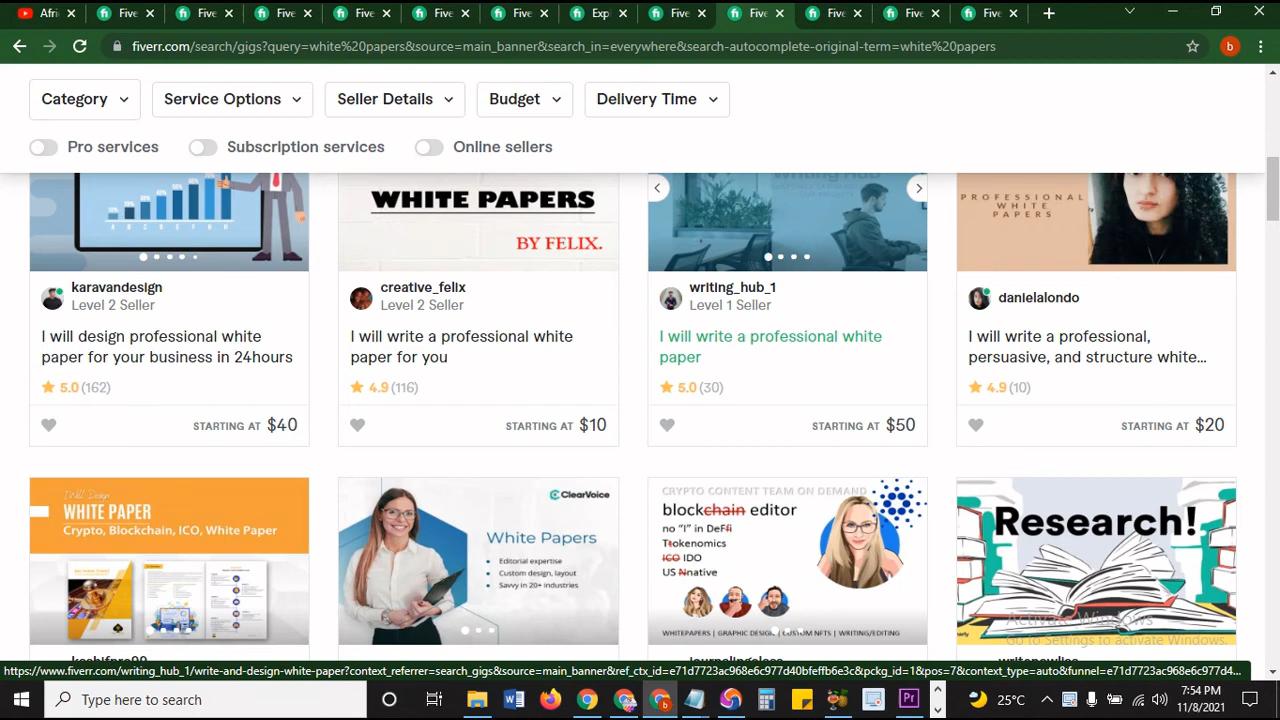 Afri
Five
Five
Five
Five
Five
Five
Exp
Five
Five
Five
Five
Five
fiverr.com/search/gigs?query=white%20papers&source=main_banner&search_in=everywhere&search-autocomplete-original-term=white%20papers
b
Category
Service Options
Seller Details
Budget
Delivery Time
Pro services
Subscription services
Online sellers
WHITE PAPERS
BY FELIX.
Writing Hub
PROFESSIONAL
WHITE
PAPERS
karavandesign
Level 2 Seller
I will design professional white
paper for your business in 24hours
5.0 (162)
STARTING AT $40
creative_felix
Level 2 Seller
I will write a professional white
paper for you
4.9 (116)
STARTING AT $10
writing_hub_1
Level 1 Seller
I will write a professional white
paper
5.0 (30)
STARTING AT $50
danielalondo
I will write a professional,
persuasive, and structure white...
4.9 (10)
STARTING AT $20
I Will Design
WHITE PAPER
Crypto, Blockchain, ICO, White Paper
ClearVoice
White Papers
Editorial expertise
Custom design, layout
Savvy in 20+ industries
CRYPTO CONTENT TEAM ON DEMAND
blockchain editor
no “I” in DeFfi
Ttokenomics
ICO IDO
US Nnative
WHITEPAPERS | GRAPHIC DESIGN | CUSTOM NFTS | WRITING/EDITING
Research!
Activate Windows
Go to Settings to activate Windows.
https://www.fiverr.com/writing_hub_1/write-and-design-white-paper?context_referrer=search_gigs&source=main_banner&ref_ctx_id=e71d7723ac968e6c977d40bfeffb6e3c&pckg_id=1&pos=7&context_type=auto&funnel=e71d7723ac968e6c977d4...
Type here to search
25°C
7:54 PM
11/8/2021